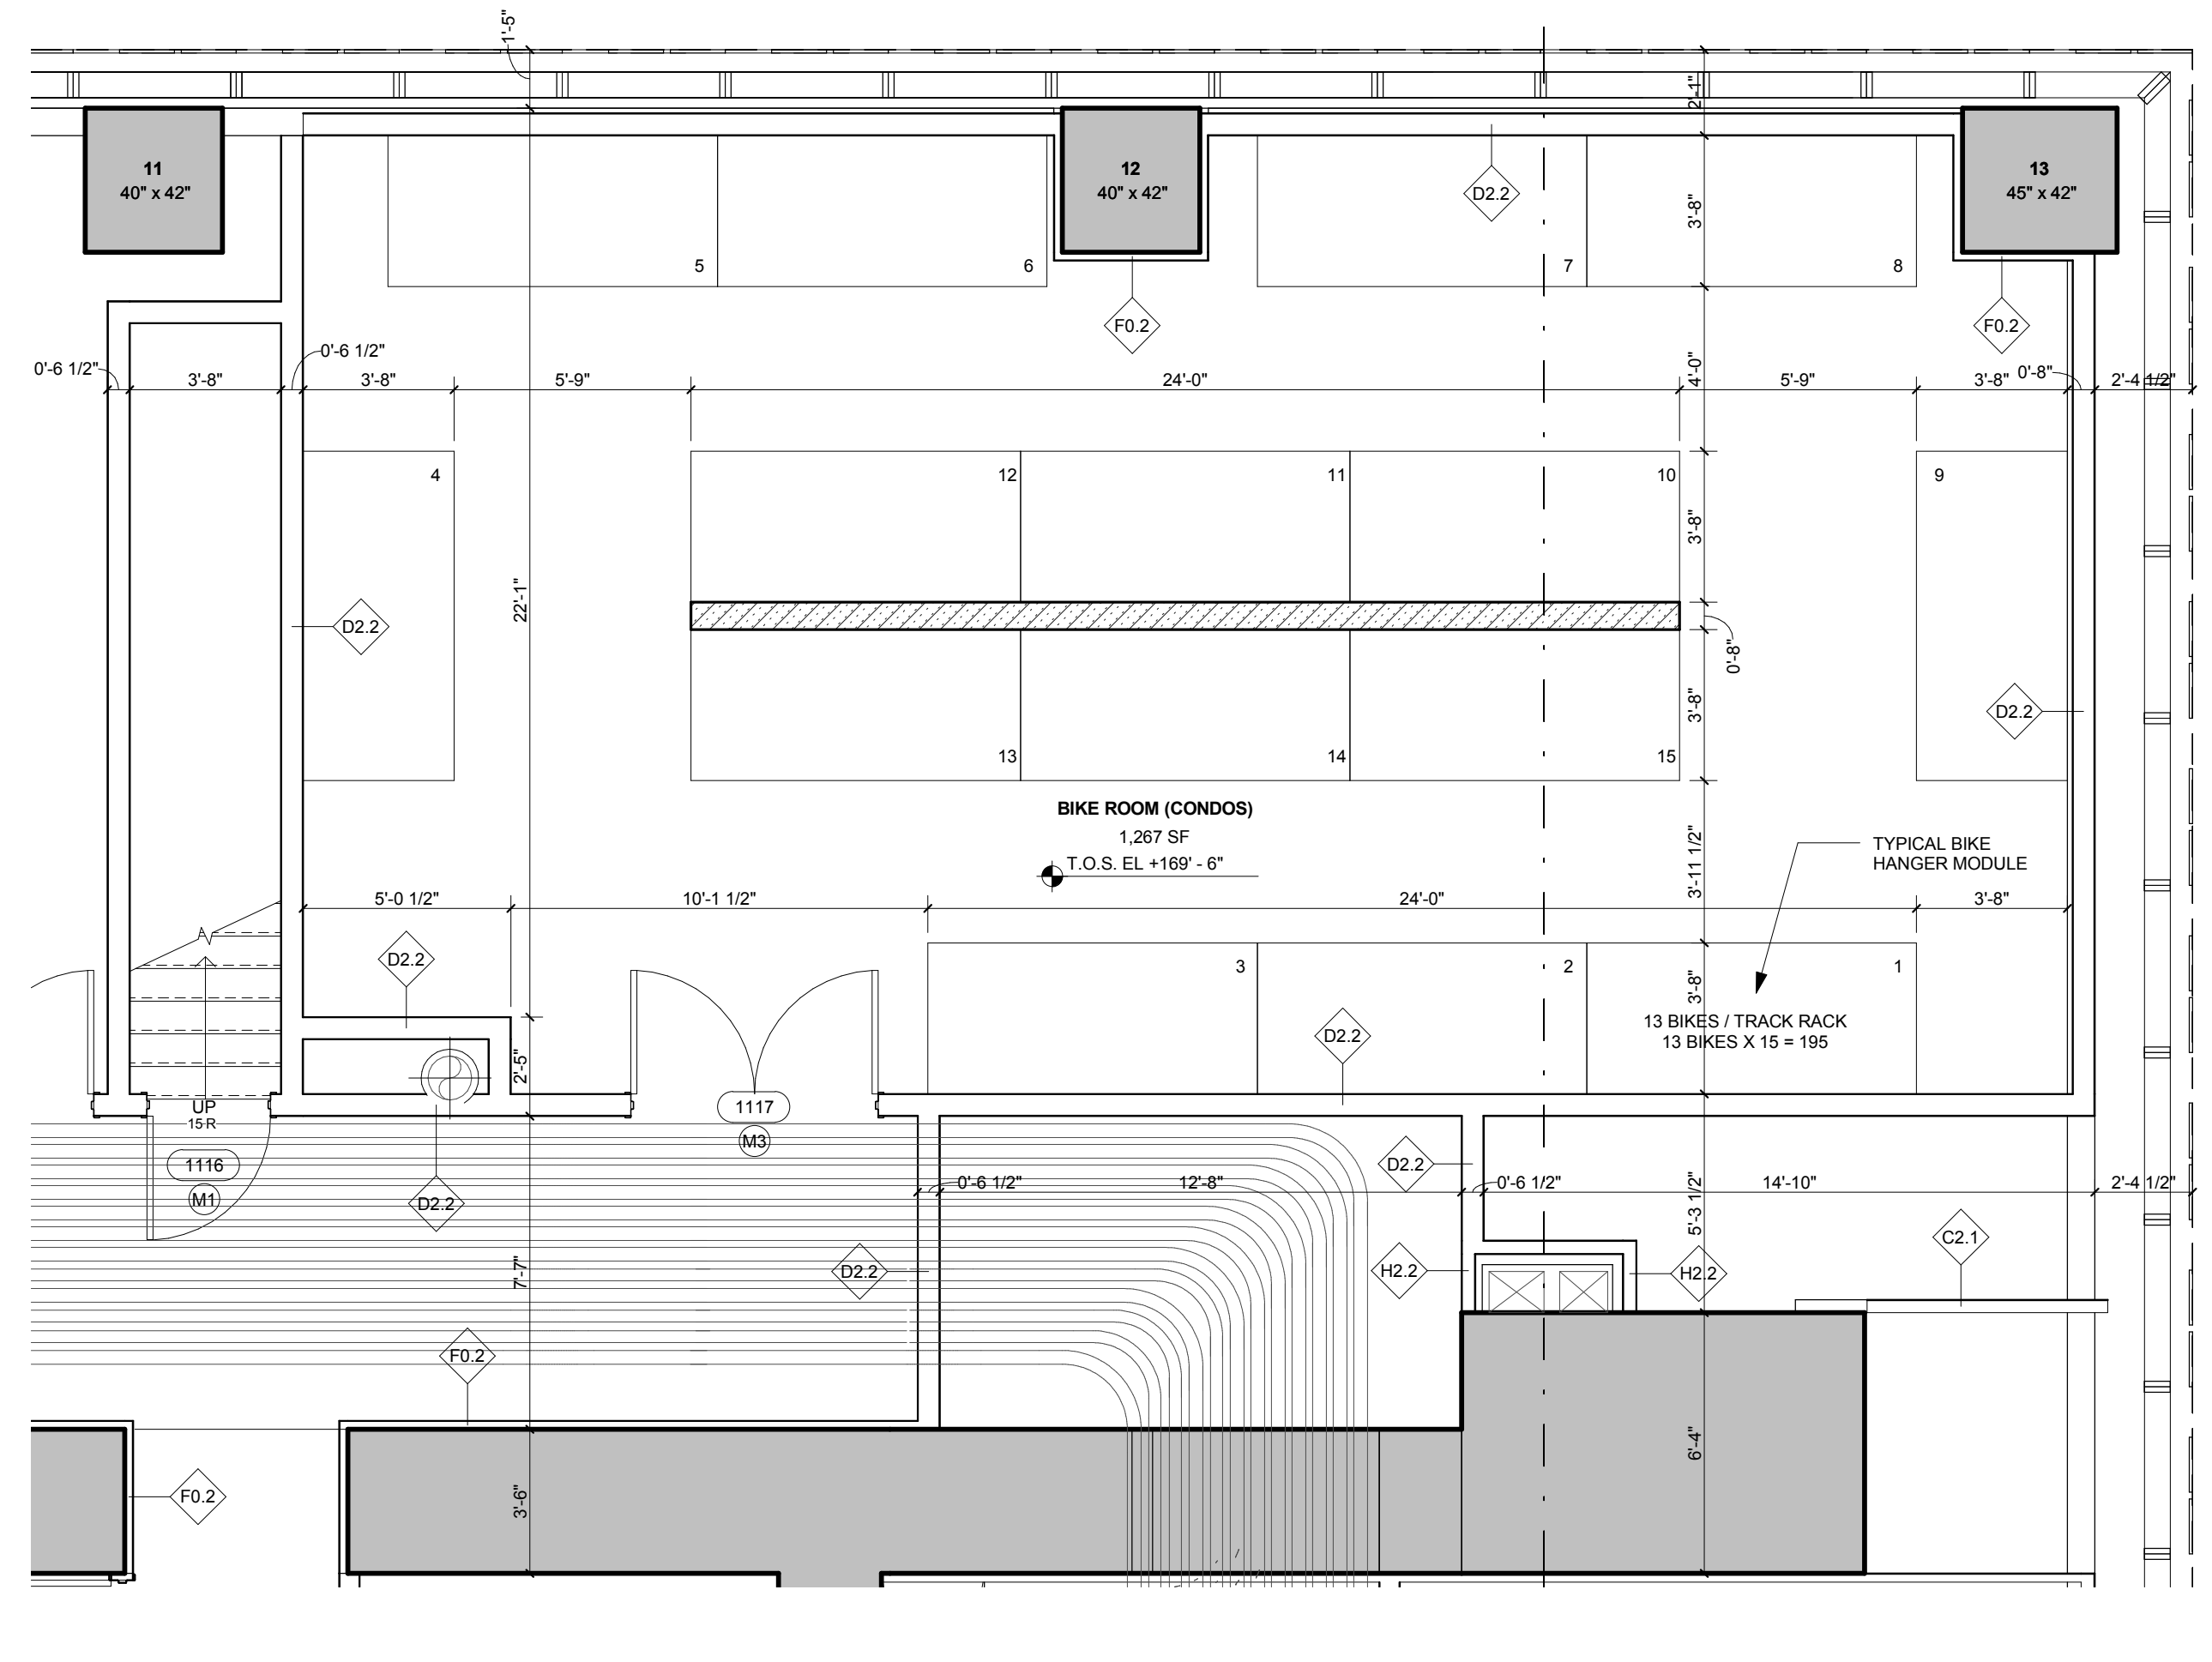 1'-5"
2'-1"
11
40" x 42"
12
40" x 42"
13
45" x 42"
D2.2
3'-8"
5
6
7
8
F0.2
F0.2
0'-6 1/2"
0'-6 1/2"
3'-8"
3'-8"
5'-9"
24'-0"
4'-0"
5'-9"
3'-8"
0'-8"
2'-4 1/2"
4
12
11
10
9
3'-8"
22'-1"
D2.2
0'-8"
3'-8"
D2.2
13
14
15
BIKE ROOM (CONDOS)
1,267 SF
T.O.S. EL +169' - 6"
3'-11 1/2"
TYPICAL BIKE
HANGER MODULE
5'-0 1/2"
10'-1 1/2"
24'-0"
3'-8"
D2.2
3
2
1
3'-8"
13 BIKES / TRACK RACK
13 BIKES X 15 = 195
D2.2
2'-5"
UP
15 R
1117
M3
1116
M1
D2.2
D2.2
0'-6 1/2"
12'-8"
0'-6 1/2"
14'-10"
2'-4 1/2"
5'-3 1/2"
C2.1
7'-7"
D2.2
H2.2
H2.2
F0.2
6'-4"
F0.2
3'-6"